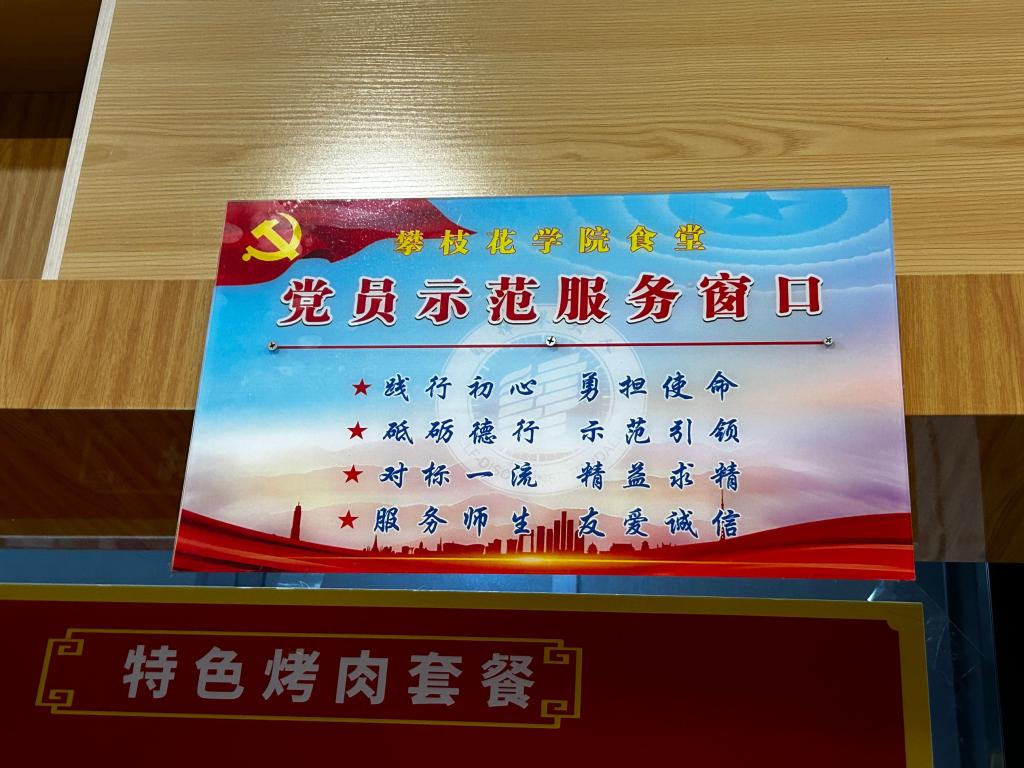 攀枝花学院食堂
党员示范服务窗口
践行初心 勇担使命
砥砺德行 示范引领
对标一流 精益求精
服务师生 友爱诚信
特色烤肉套餐